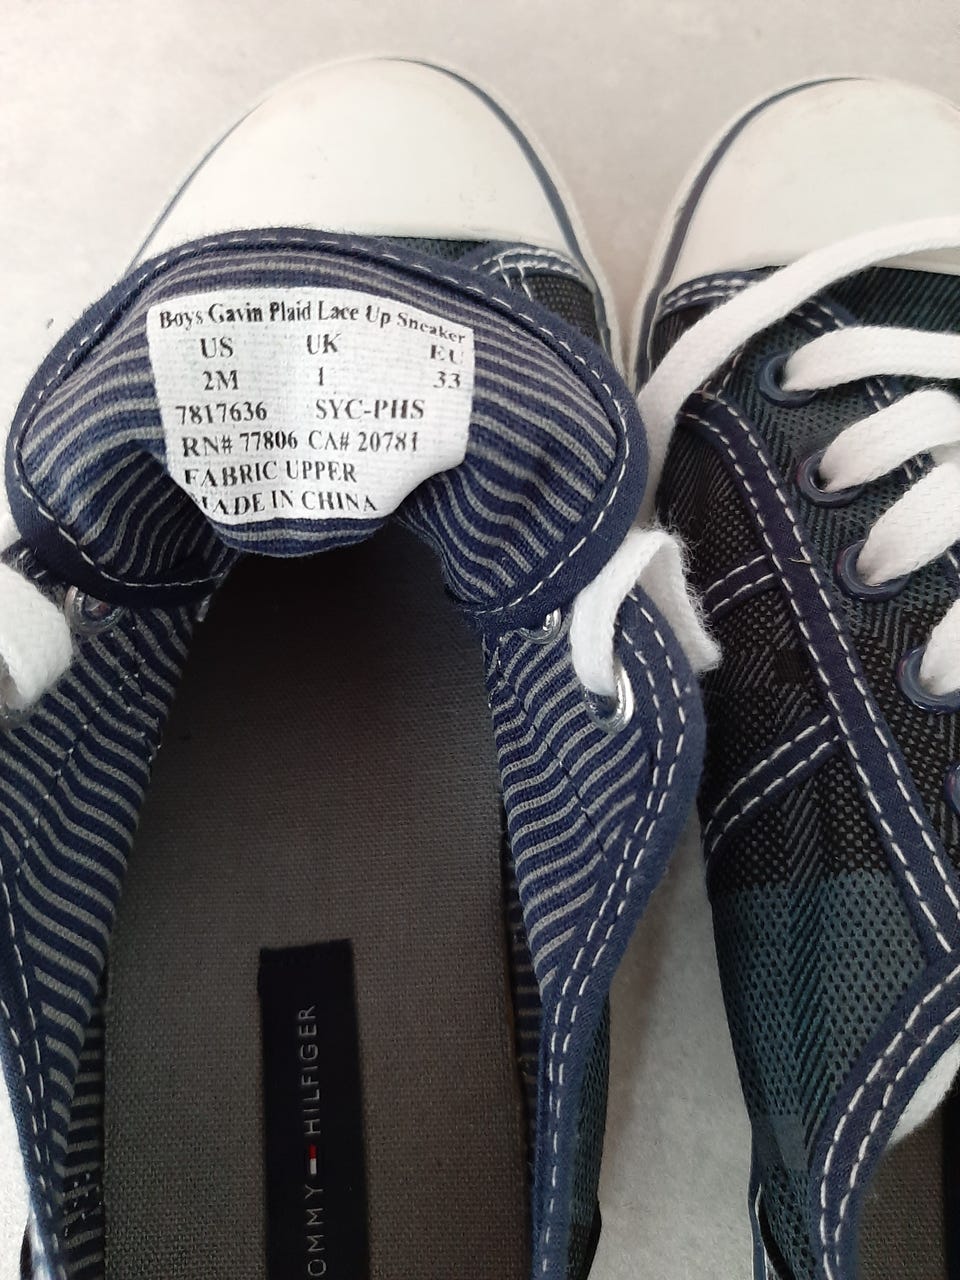 Boys Gavin Plaid Lace Up Sneaker
US UK EU
2M 1 33
7817636 SYC-PHS
RN# 77806 CA# 20781
FABRIC UPPER
MADE IN CHINA
OMMY HILFIGER